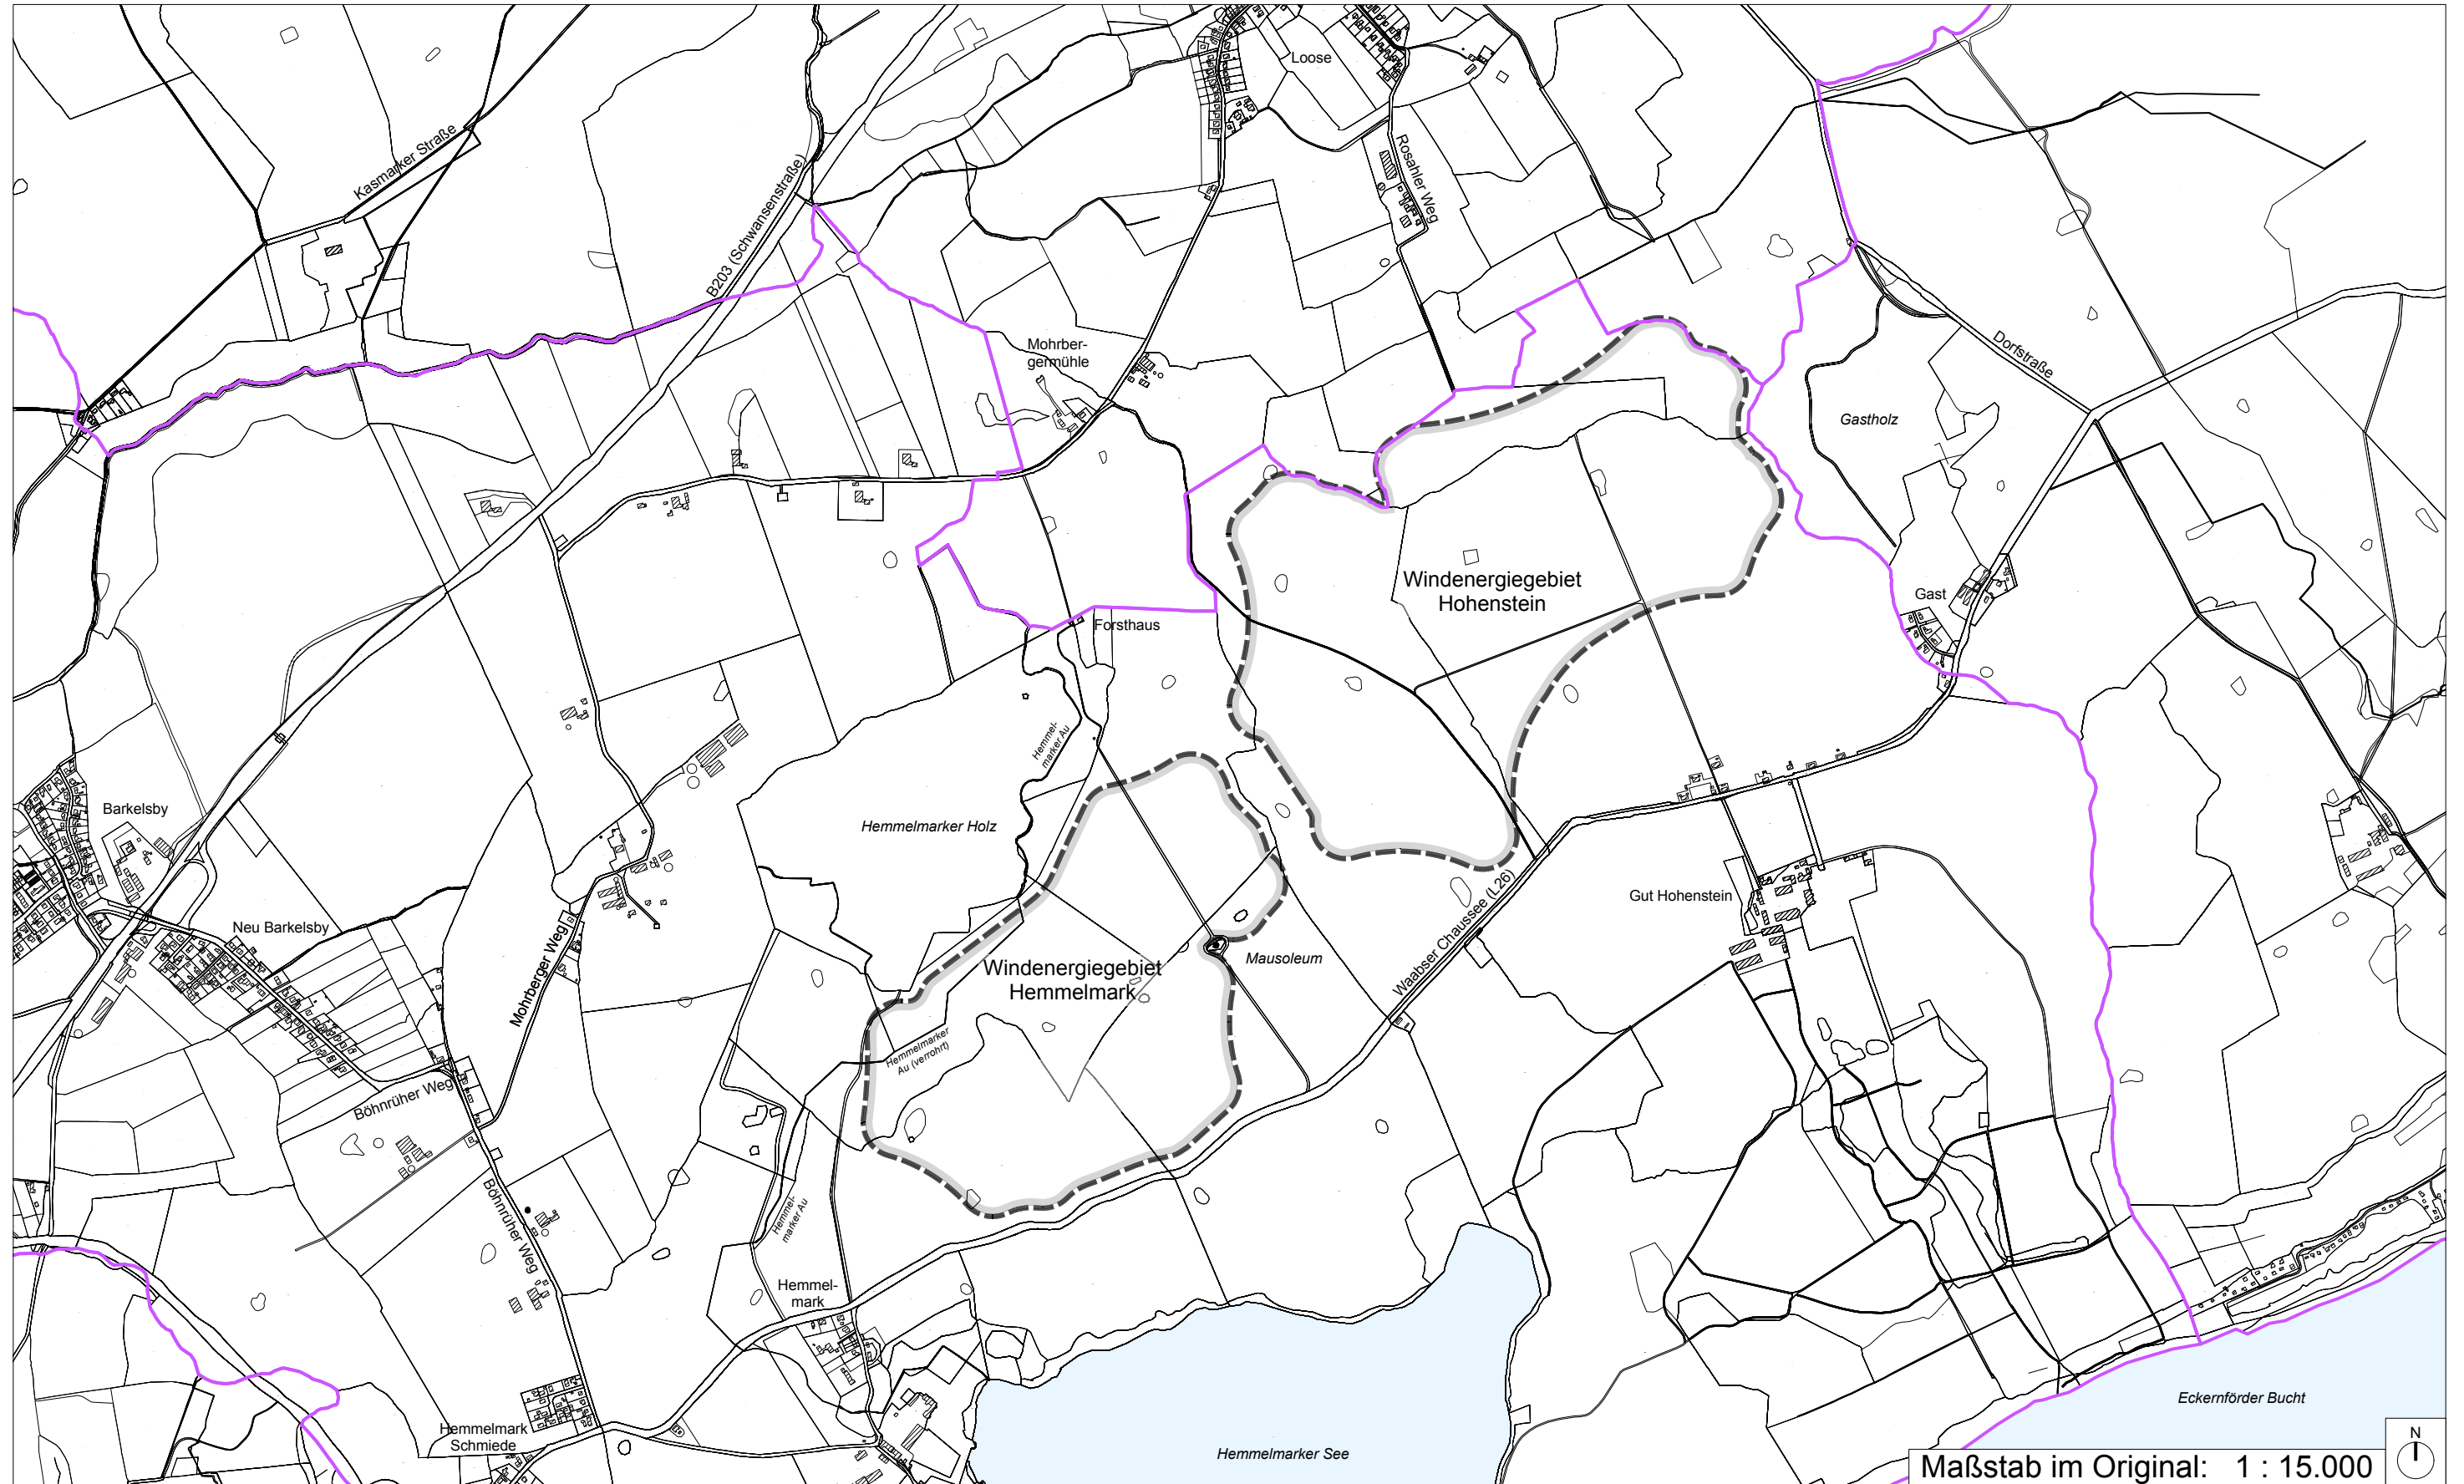 Loose
Kasmarker Straße
Rosahler Weg
B203 (Schwansenstraße)
Mohrber-
germühle
Dorfstraße
Gastholz
Windenergiegebiet
Hohenstein
Gast
Forsthaus
Hemmel-
marker Au
Barkelsby
Hemmelmarker Holz
Gut Hohenstein
Neu Barkelsby
Waabser Chaussee (L26)
Mohrberger Weg
Mausoleum
Windenergiegebiet
Hemmelmark
Hemmelmarker
Au (verrohrt)
Böhnrüher Weg
Hemmel-
marker Au
Böhnrüher Weg
Hemmel-
mark
Eckernförder Bucht
Hemmelmark
Schmiede
Hemmelmarker See
N
Maßstab im Original: 1 : 15.000